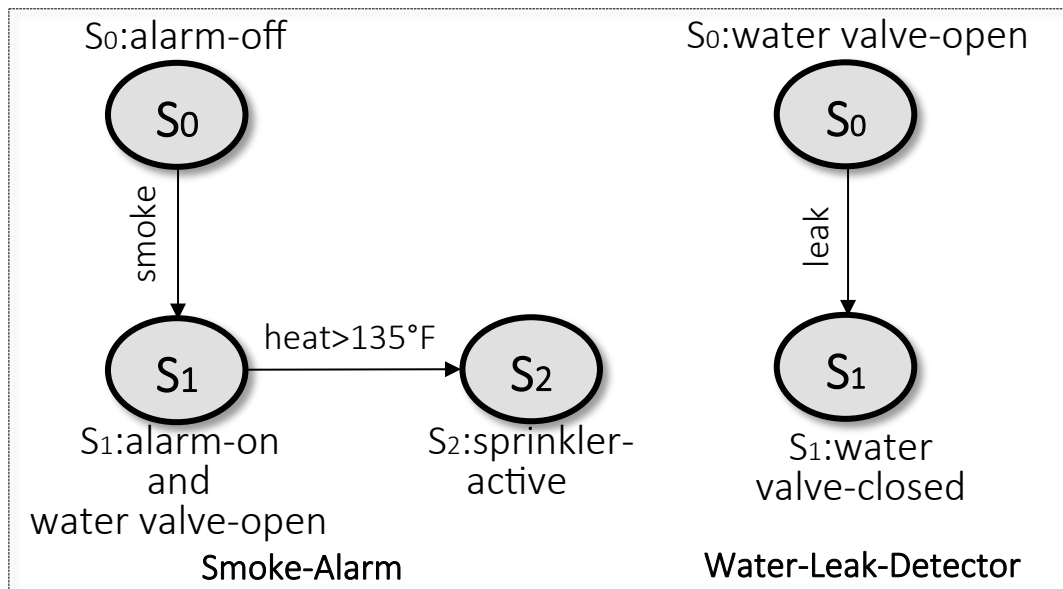 S0:alarm-off
S0
smoke
S1
heat>135°F
S2
S1:alarm-on
and
water valve-open
S2:sprinkler-
active
Smoke-Alarm
S0:water valve-open
S0
leak
S1
S1:water
valve-closed
Water-Leak-Detector